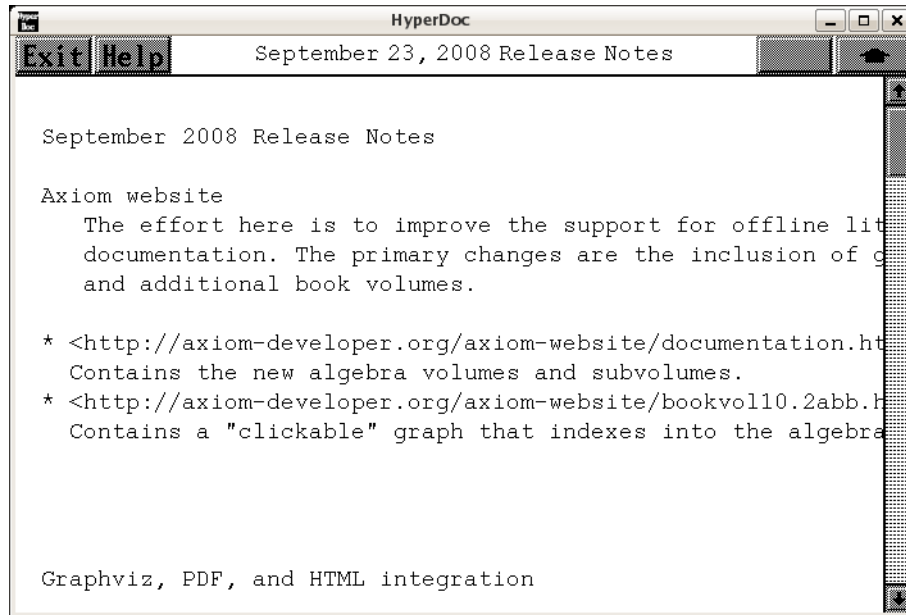 Hyper Doc
HyperDoc
Exit Help September 23, 2008 Release Notes
September 2008 Release Notes
Axiom website
The effort here is to improve the support for offline lit
documentation. The primary changes are the inclusion of g
and additional book volumes.
* <http://axiom-developer.org/axiom-website/documentation.ht
Contains the new algebra volumes and subvolumes.
* <http://axiom-developer.org/axiom-website/bookvol10.2abb.h
Contains a "clickable" graph that indexes into the algebra
Graphviz, PDF, and HTML integration